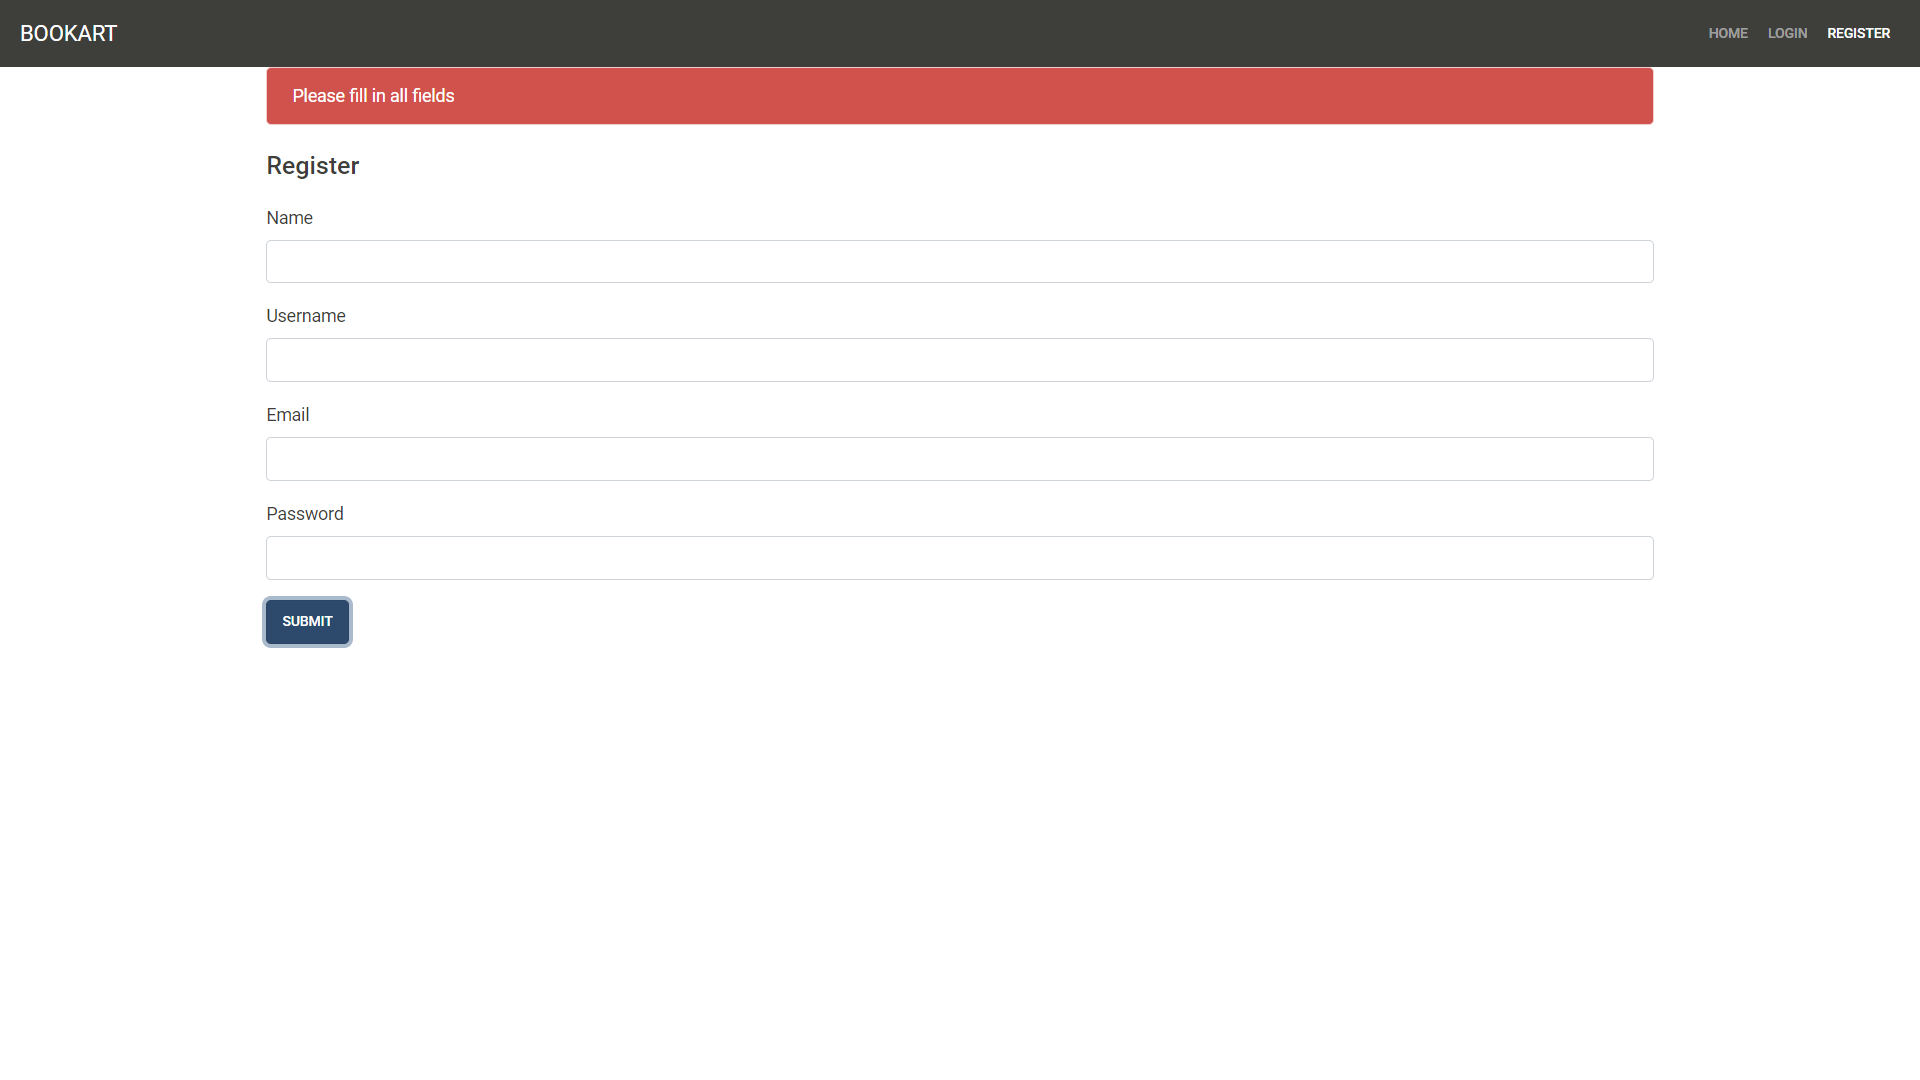 BOOKART
HOME LOGIN REGISTER
Please fill in all fields
Register
Name
Username
Email
Password
SUBMIT